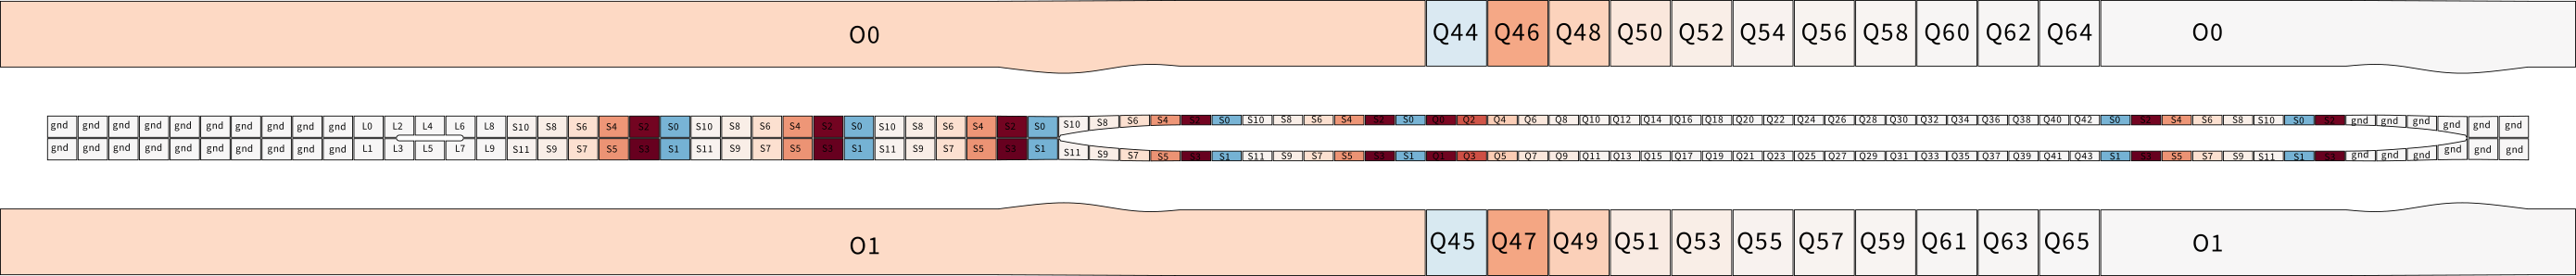 O0 Q44 Q46 Q48 Q50 Q52 Q54 Q56 Q58 Q60 Q62 Q64 O0
gnd gnd gnd gnd gnd gnd gnd gnd gnd gnd L0 L2 L4 L6 L8 S10 S8 S6 S4 S2 S0 S10 S8 S6 S4 S2 S0 S10 S8 S6 S4 S2 S0 S10 S8 S6 S4 S2 S0 S10 S8 S6 S4 S2 S0 Q0 Q2 Q4 Q6 Q8 Q10 Q12 Q14 Q16 Q18 Q20 Q22 Q24 Q26 Q28 Q30 Q32 Q34 Q36 Q38 Q40 Q42 S0 S2 S4 S6 S8 S10 S0 S2 gnd gnd gnd gnd gnd gnd
gnd gnd gnd gnd gnd gnd gnd gnd gnd gnd L1 L3 L5 L7 L9 S11 S9 S7 S5 S3 S1 S11 S9 S7 S5 S3 S1 S11 S9 S7 S5 S3 S1 S11 S9 S7 S5 S3 S1 S11 S9 S7 S5 S3 S1 Q1 Q3 Q5 Q7 Q9 Q11 Q13 Q15 Q17 Q19 Q21 Q23 Q25 Q27 Q29 Q31 Q33 Q35 Q37 Q39 Q41 Q43 S1 S3 S5 S7 S9 S11 S1 S3 gnd gnd gnd gnd gnd gnd
O1 Q45 Q47 Q49 Q51 Q53 Q55 Q57 Q59 Q61 Q63 Q65 O1